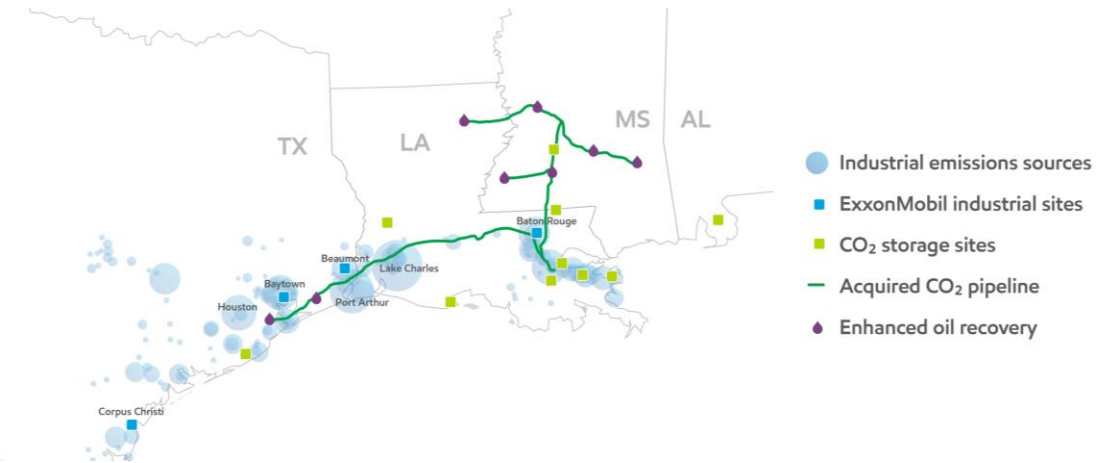 TX
LA
MS
AL
Baton Rouge
Beaumont
Lake Charles
Baytown
Port Arthur
Houston
Corpus Christi
Industrial emissions sources
ExxonMobil industrial sites
CO₂ storage sites
Acquired CO₂ pipeline
Enhanced oil recovery